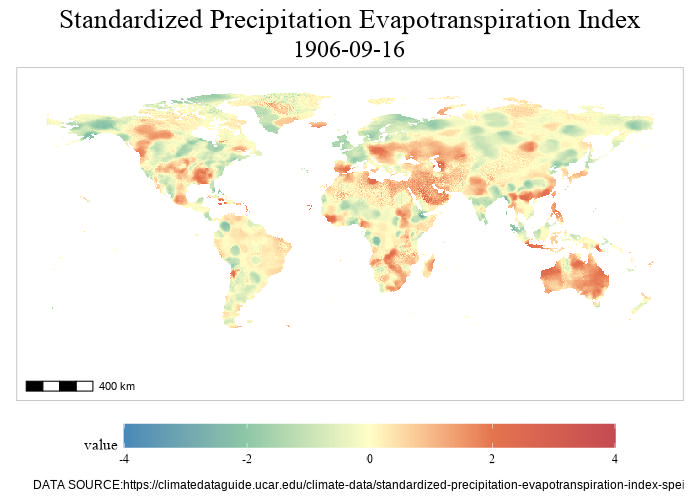 Standardized Precipitation Evapotranspiration Index
1906-09-16
400 km
value
-4 -2 0 2 4
DATA SOURCE:https://climatedataguide.ucar.edu/climate-data/standardized-precipitation-evapotranspiration-index-spei